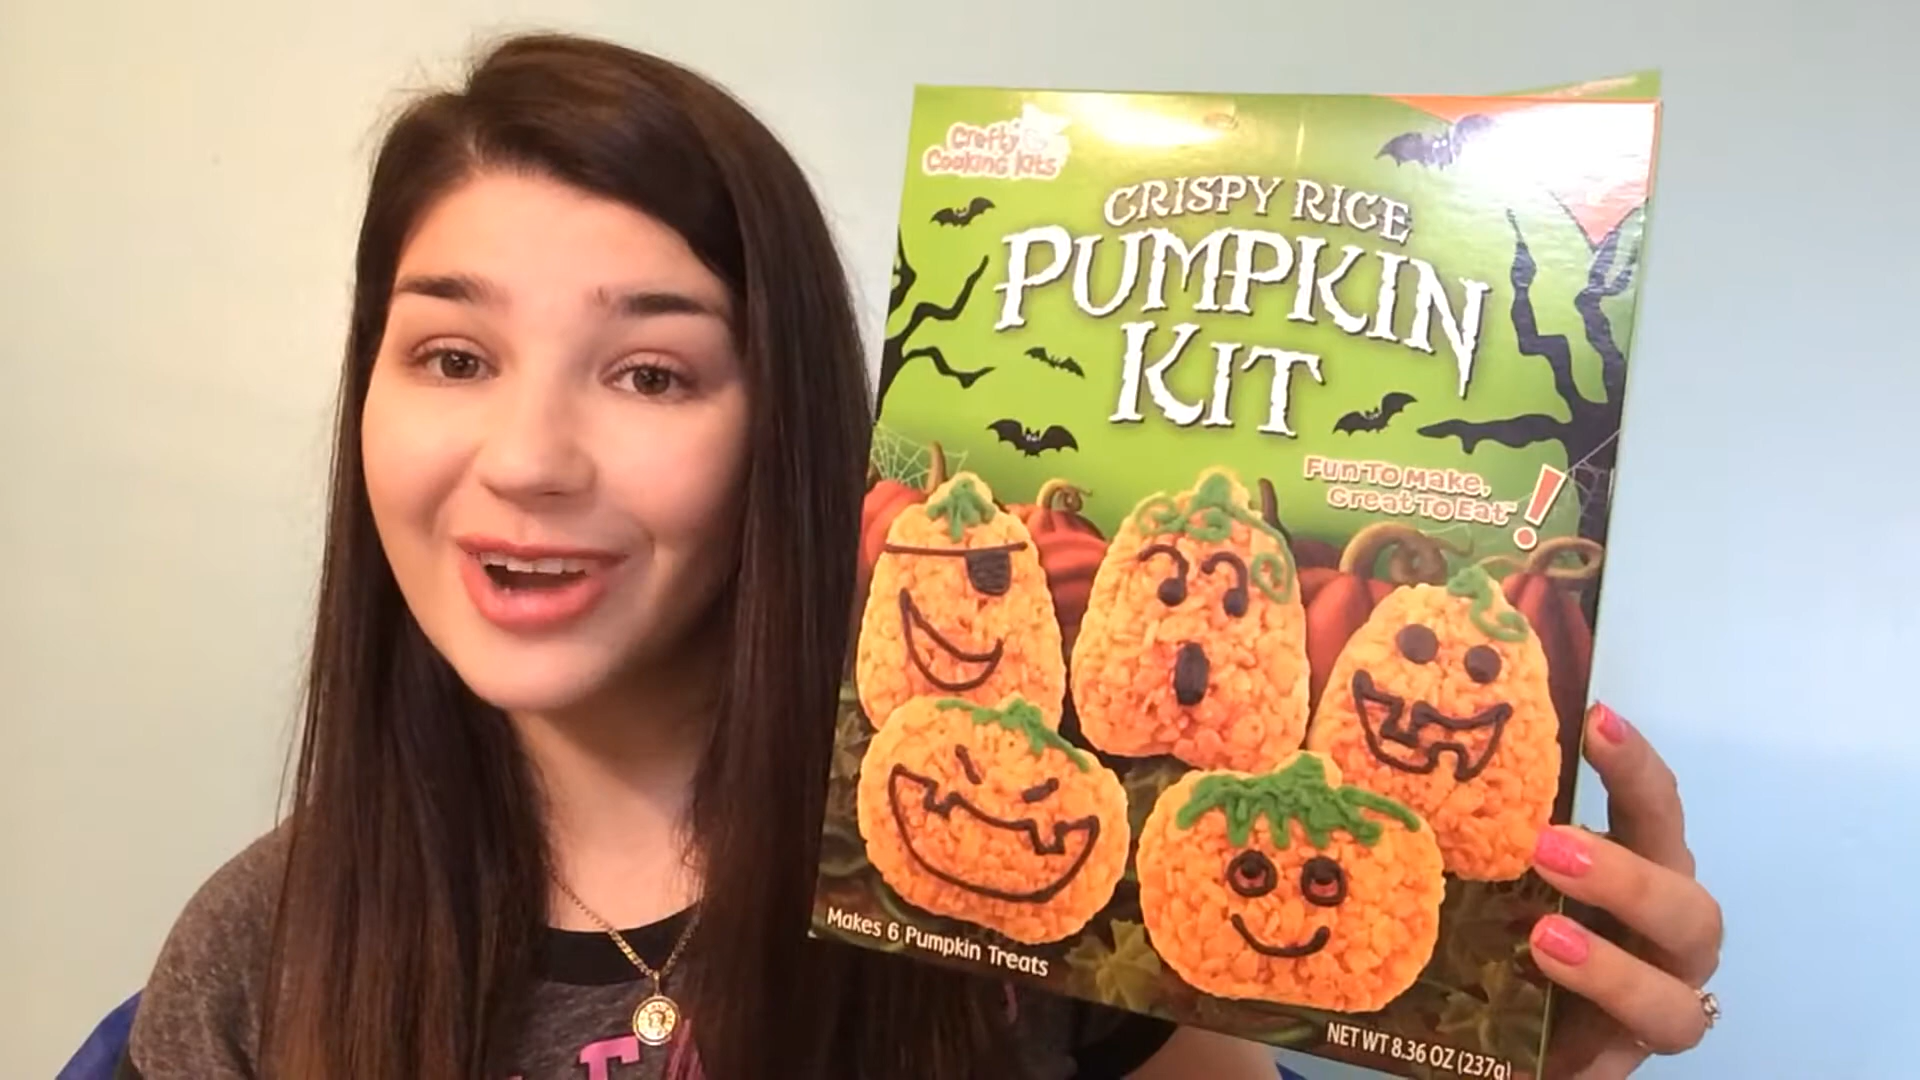 Crafty
Cooking Kits
CRISPY RICE
PUMPKIN
KIT
Fun To Make,
Great To Eat™!
Makes 6 Pumpkin Treats
NET WT 8.36 OZ (237g)